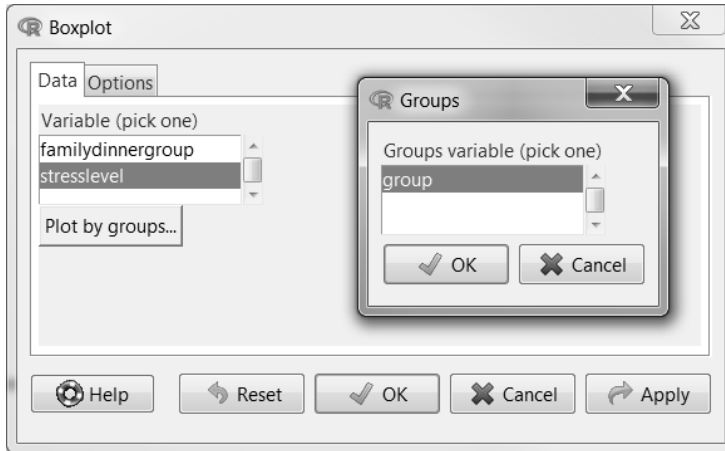 Boxplot
Data Options
Variable (pick one)
familydinnergroup
stresslevel
Plot by groups...
Groups
Groups variable (pick one)
group
OK Cancel
Help Reset OK Cancel Apply